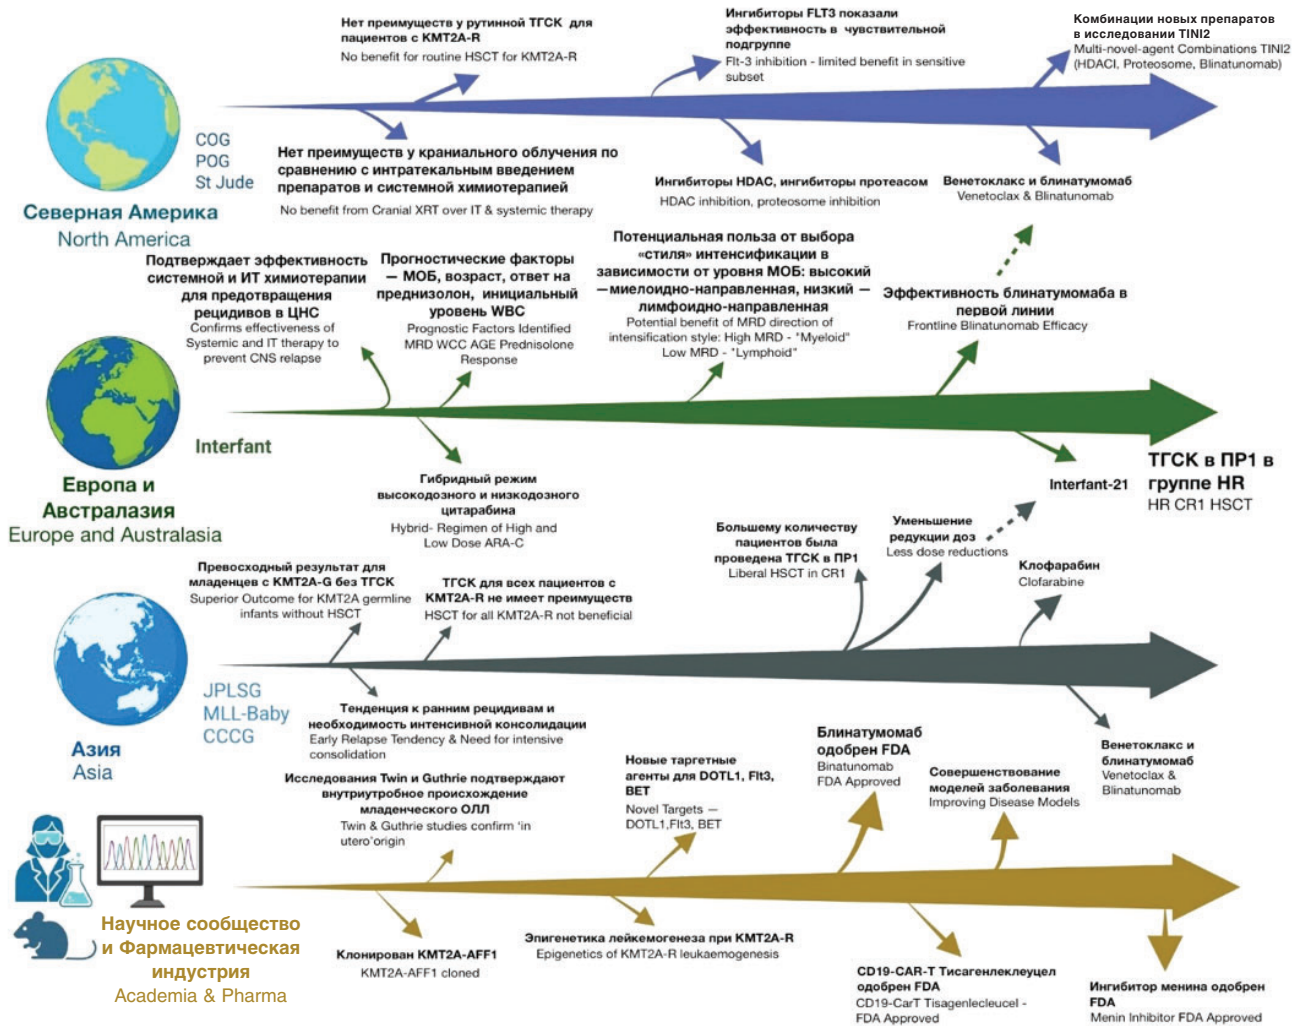 Нет преимуществ у рутинной ТГСК для
пациентов с KMT2A-R
No benefit for routine HSCT for KMT2A-R
Ингибиторы FLT3 показали
эффективность в чувствительной
подгруппе
Flt-3 inhibition - limited benefit in sensitive
subset
Комбинации новых препаратов
в исследовании TINI2
Multi-novel-agent Combinations TINI2
(HDACI, Proteosome, Blinatunomab)
COG
POG
St Jude
Северная Америка
North America
Нет преимуществ у краниального облучения по
сравнению с интратекальным введением
препаратов и системной химиотерапией
No benefit from Cranial XRT over IT & systemic therapy
Ингибиторы HDAC, ингибиторы протеасом
HDAC inhibition, proteosome inhibition
Венетоклакс и блинатумомаб
Venetoclax & Blinatunomab
Подтверждает эффективность
системной и ИТ химиотерапии
для предотвращения
рецидивов в ЦНС
Confirms effectiveness of
Systemic and IT therapy to
prevent CNS relapse
Прогностические факторы
— МОБ, возраст, ответ на
преднизолон, инициальный
уровень WBC
Prognostic Factors Identified
MRD WCC AGE Prednisolone
Response
Потенциальная польза от выбора
«стиля» интенсификации в
зависимости от уровня МОБ: высокий
—миелоидно-направленная, низкий —
лимфоидно-направленная
Potential benefit of MRD direction of
intensification style: High MRD - "Myeloid"
Low MRD - "Lymphoid"
Эффективность блинатумомаба в
первой линии
Frontline Blinatunomab Efficacy
Interfant
Европа и
Австралазия
Europe and Australasia
Гибридный режим
высокодозного и низкодозного
цитарабина
Hybrid- Regimen of High and
Low Dose ARA-C
Interfant-21
ТГСК в ПР1 в
группе HR
HR CR1 HSCT
Превосходный результат для
младенцев с KMT2A-G без ТГСК
Superior Outcome for KMT2A germline
infants without HSCT
ТГСК для всех пациентов с
KMT2A-R не имеет преимуществ
HSCT for all KMT2A-R not beneficial
Большему количеству
пациентов была
проведена ТГСК в ПР1
Liberal HSCT in CR1
Уменьшение
редукции доз
Less dose reductions
Клофарабин
Clofarabine
JPLSG
MLL-Baby
CCCG
Азия
Asia
Тенденция к ранним рецидивам и
необходимость интенсивной консолидации
Early Relapse Tendency & Need for intensive
consolidation
Венетоклакс и
блинатумомаб
Venetoclax &
Blinatunomab
Исследования Twin и Guthrie подтверждают
внутриутробное происхождение
младенческого ОЛЛ
Twin & Guthrie studies confirm 'in
utero'origin
Новые таргетные
агенты для DOTL1, Flt3,
BET
Novel Targets —
DOTL1,Flt3, BET
Блинатумомаб
одобрен FDA
Binatunomab
FDA Approved
Совершенствование
моделей заболевания
Improving Disease Models
Научное сообщество
и Фармацевтическая
индустрия
Academia & Pharma
Клонирован KMT2A-AFF1
KMT2A-AFF1 cloned
Эпигенетика лейкемогенеза при KMT2A-R
Epigenetics of KMT2A-R leukaemogenesis
CD19-CAR-T Тисагенлеклеуцел
одобрен FDA
CD19-CarT Tisagenlecleucel -
FDA Approved
Ингибитор менина одобрен
FDA
Menin Inhibitor FDA Approved